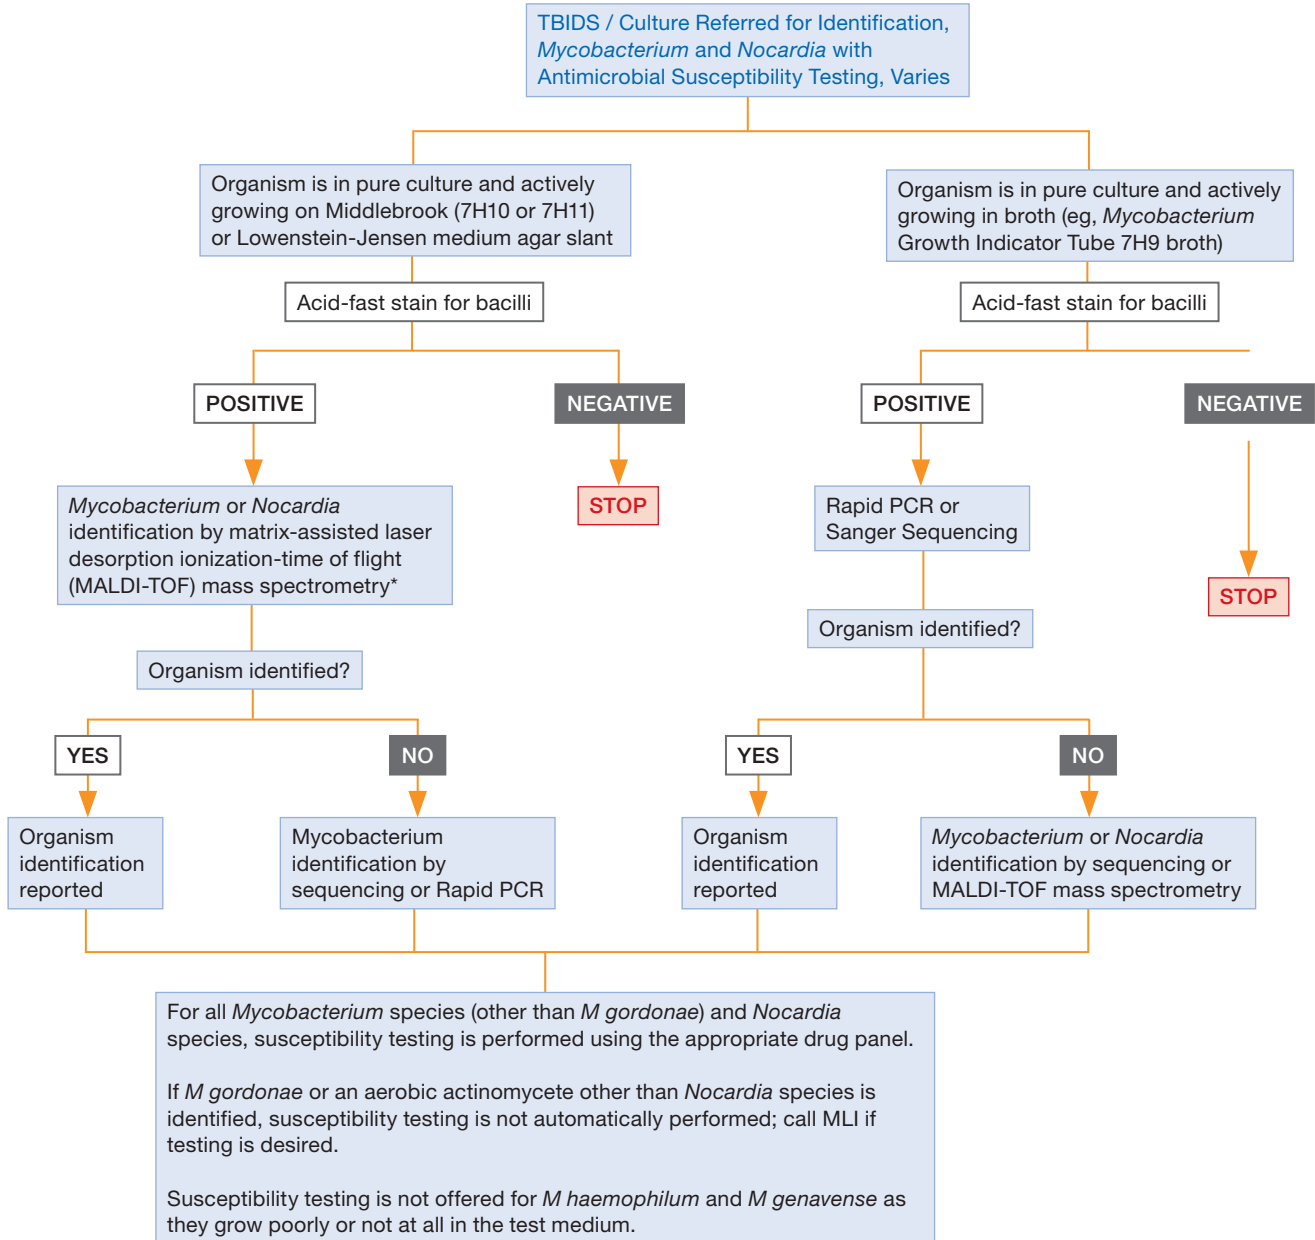 TBIDS / Culture Referred for Identification,
Mycobacterium and Nocardia with
Antimicrobial Susceptibility Testing, Varies
Organism is in pure culture and actively
growing on Middlebrook (7H10 or 7H11)
or Lowenstein-Jensen medium agar slant
Organism is in pure culture and actively
growing in broth (eg, Mycobacterium
Growth Indicator Tube 7H9 broth)
Acid-fast stain for bacilli
Acid-fast stain for bacilli
POSITIVE
NEGATIVE
POSITIVE
NEGATIVE
Mycobacterium or Nocardia
identification by matrix-assisted laser
desorption ionization-time of flight
(MALDI-TOF) mass spectrometry*
STOP
Rapid PCR or
Sanger Sequencing
STOP
Organism identified?
Organism identified?
YES
NO
YES
NO
Organism
identification
reported
Mycobacterium
identification by
sequencing or Rapid PCR
Organism
identification
reported
Mycobacterium or Nocardia
identification by sequencing or
MALDI-TOF mass spectrometry
For all Mycobacterium species (other than M gordonae) and Nocardia
species, susceptibility testing is performed using the appropriate drug panel.
If M gordonae or an aerobic actinomycete other than Nocardia species is
identified, susceptibility testing is not automatically performed; call MLI if
testing is desired.
Susceptibility testing is not offered for M haemophilum and M genavense as
they grow poorly or not at all in the test medium.